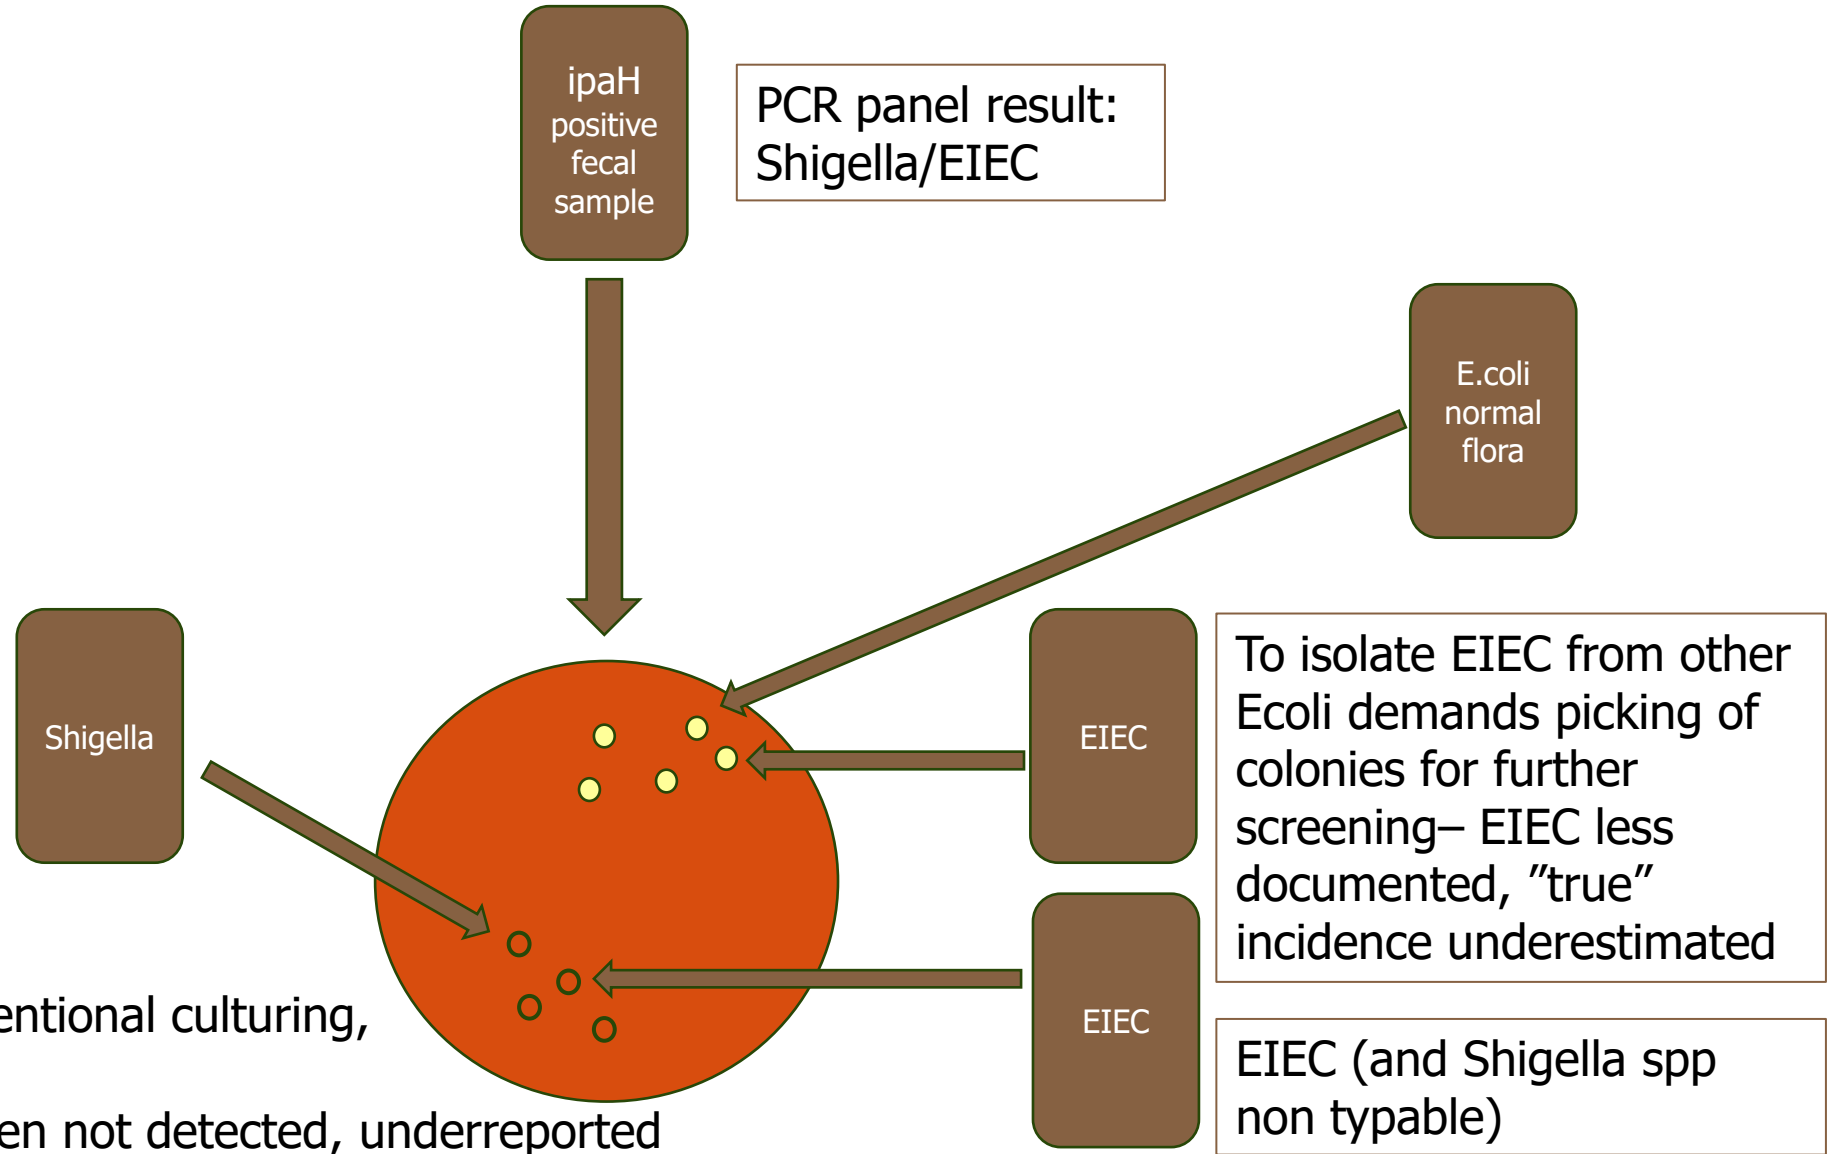 ipaH
positive
fecal
sample
PCR panel result:
Shigella/EIEC
E.coli
normal
flora
Shigella
EIEC
To isolate EIEC from other
Ecoli demands picking of
colonies for further
screening– EIEC less
documented, ”true”
incidence underestimated
EIEC
EIEC (and Shigella spp
non typable)
entional culturing,
en not detected, underreported